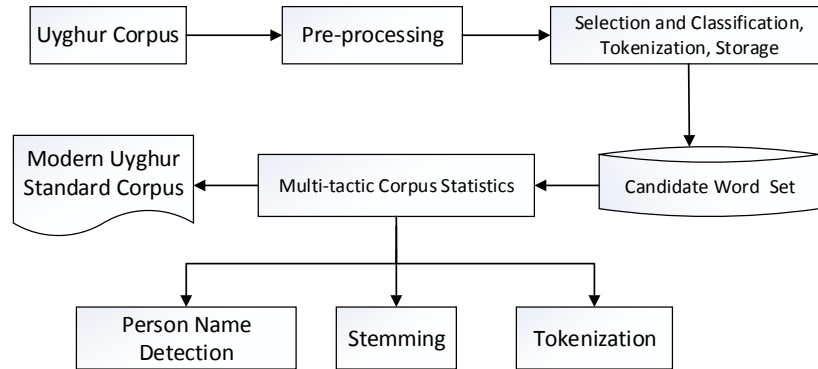 Uyghur Corpus
Pre-processing
Selection and Classification,
Tokenization, Storage
Modern Uyghur
Standard Corpus
Multi-tactic Corpus Statistics
Candidate Word Set
Person Name
Detection
Stemming
Tokenization